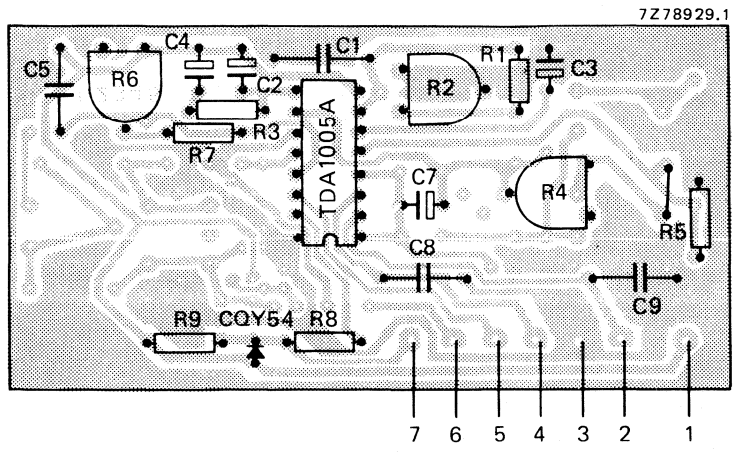 7Z78929.1
C5
R6
C4
C2
C1
R2
R1
C3
R3
R7
TDA1005A
C7
R4
R5
C8
C9
R9
CQY54
R8
7 6 5 4 3 2 1